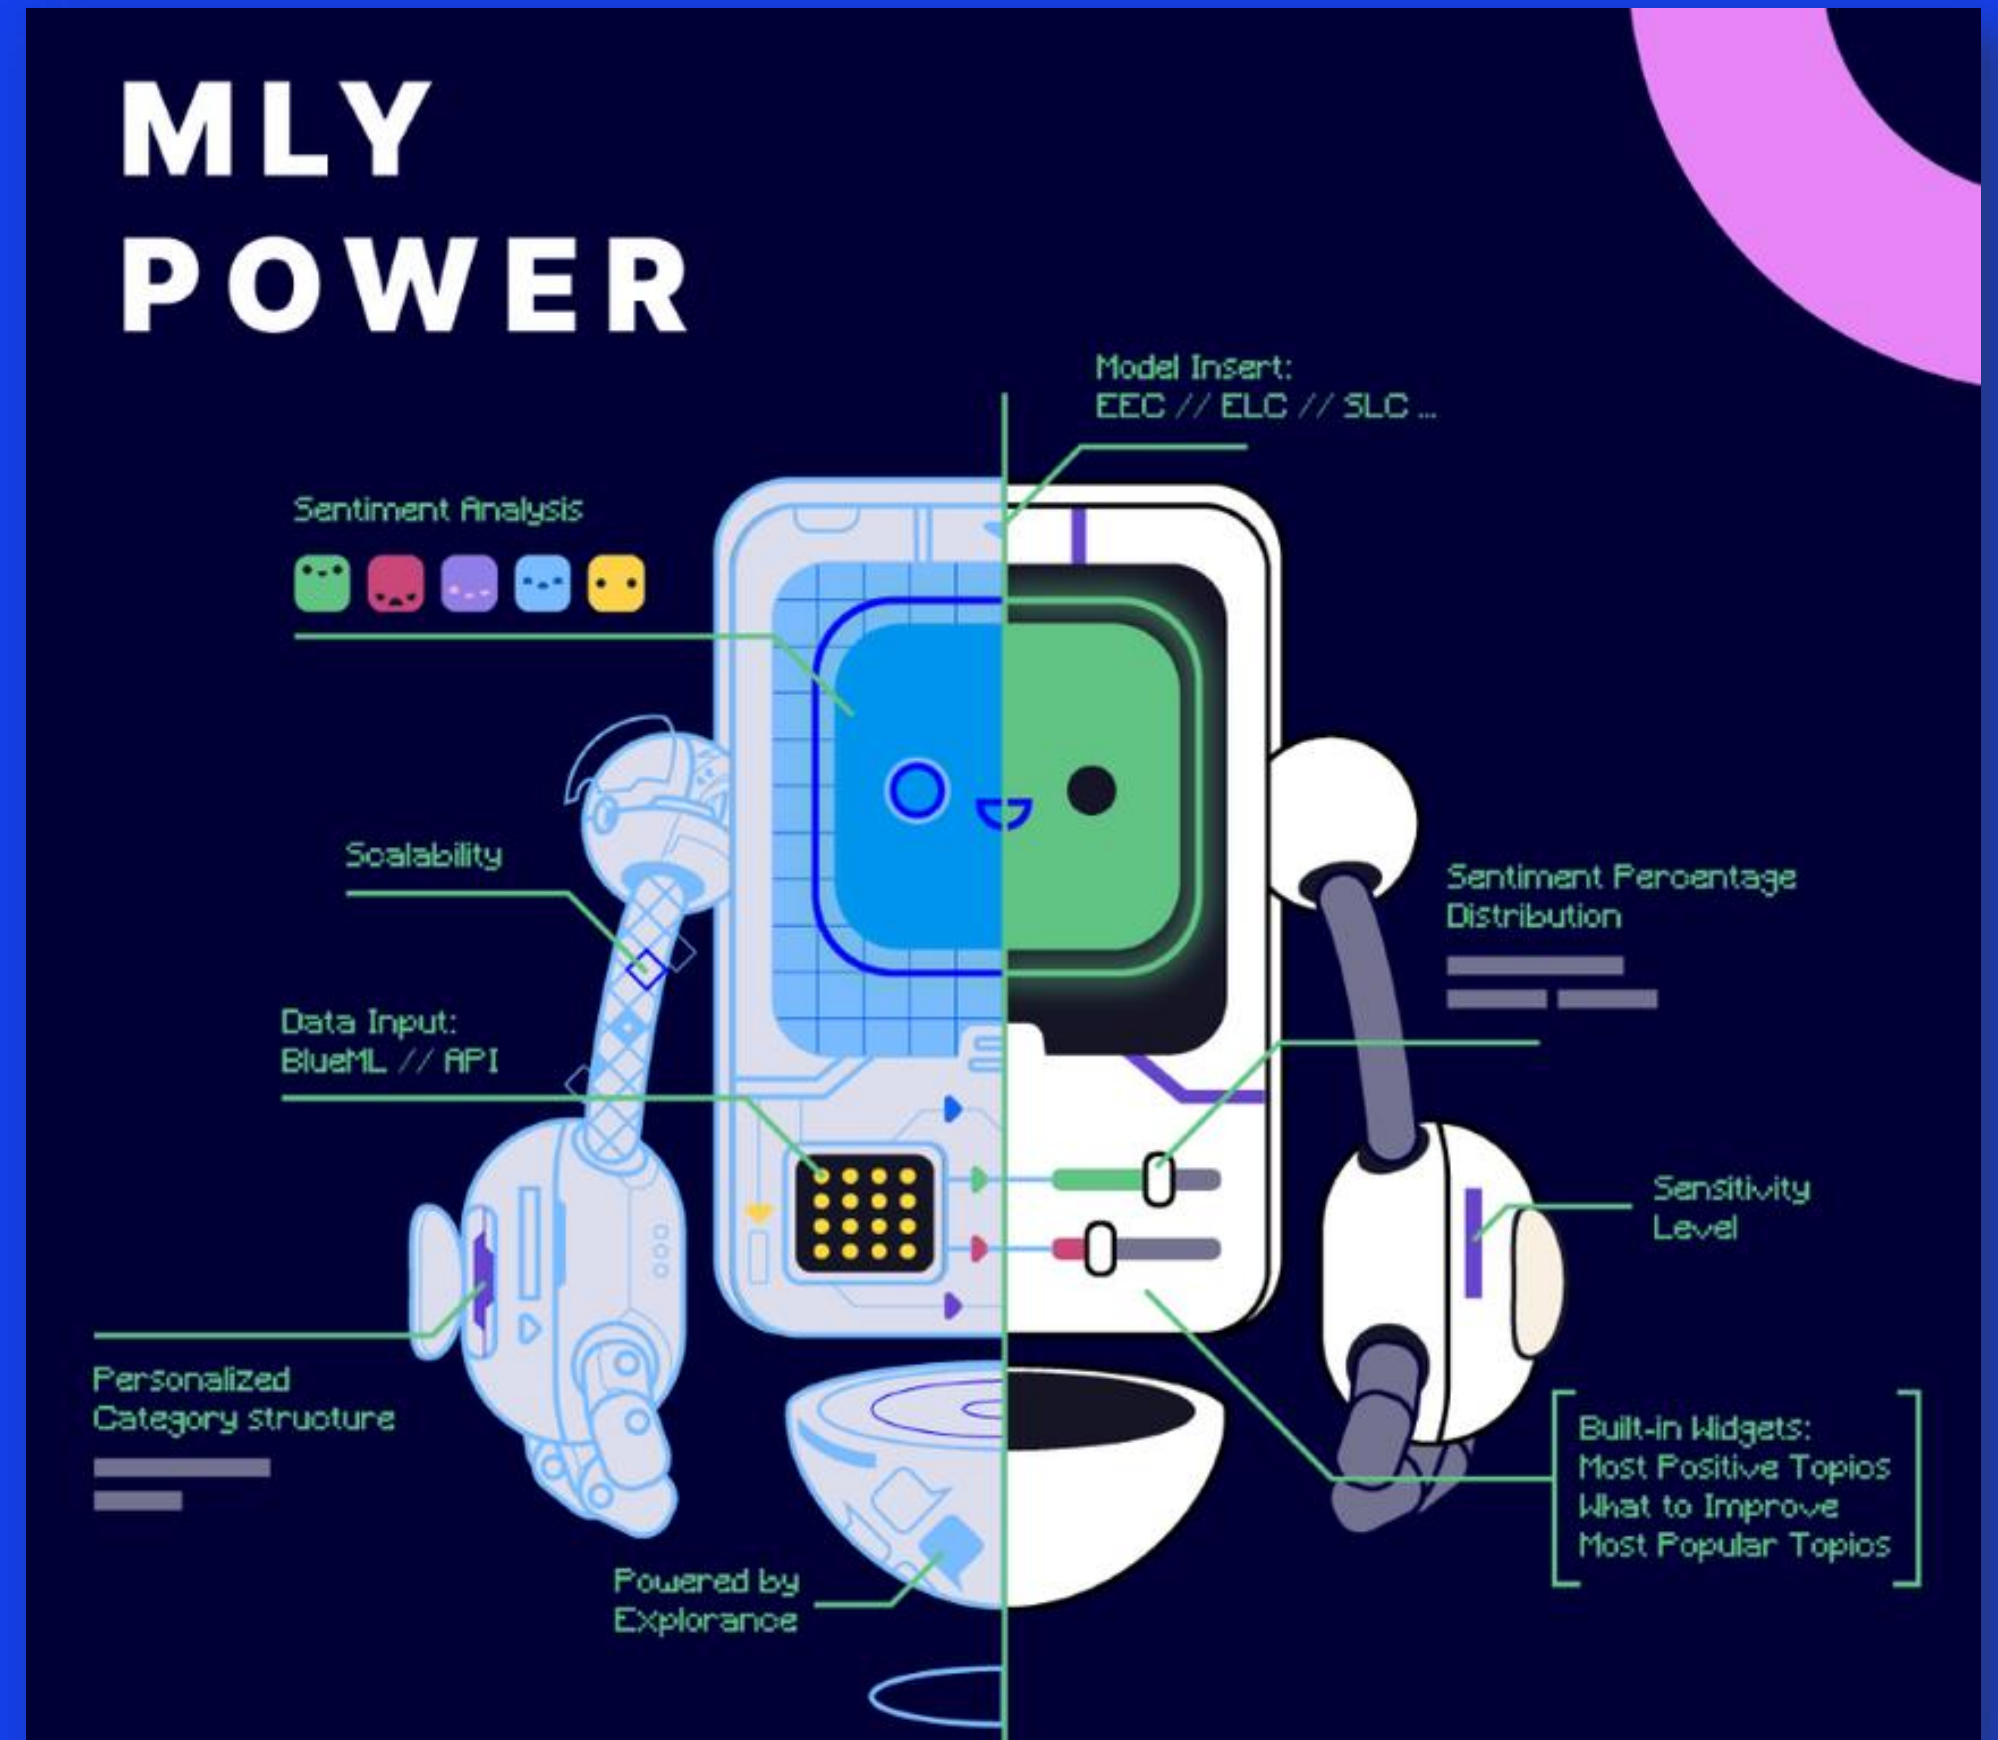 MLY
POWER
Model Insert:
EEC // ELC // SLC ...
Sentiment Analysis
Scalability
Sentiment Percentage
Distribution
Data Input:
BlueML // API
Sensitivity
Level
Personalized
Category structure
Built-in Widgets:
Most Positive Topics
What to Improve
Most Popular Topics
Powered by
Explorance